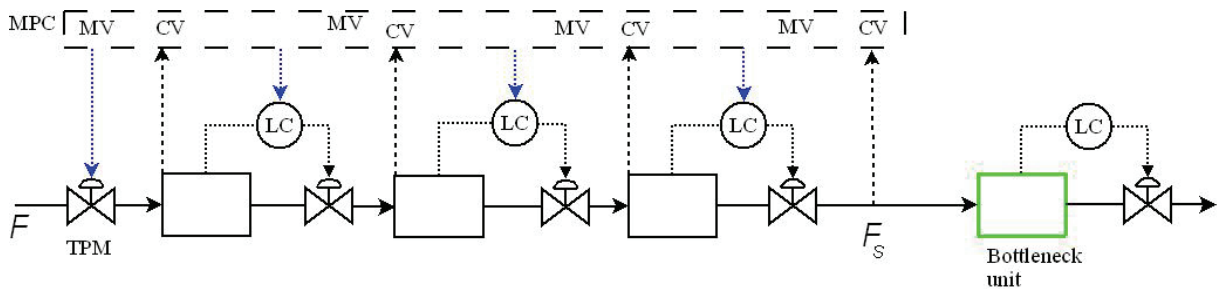 MPC MV CV MV CV MV CV MV CV
LC LC LC LC
F TPM F_S Bottleneck
unit